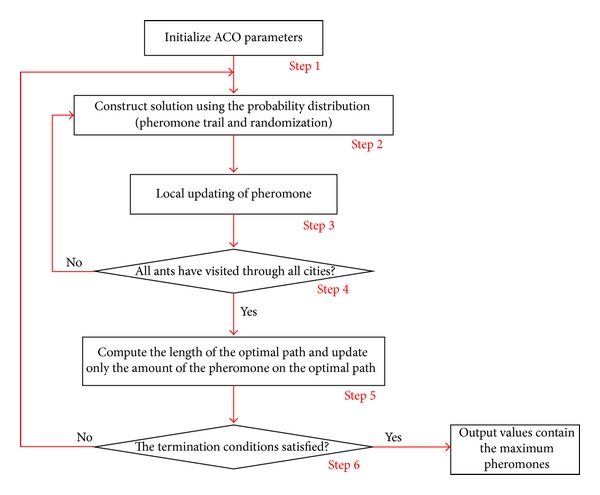 Initialize ACO parameters
Step 1
Construct solution using the probability distribution
(pheromone trail and randomization)
Step 2
Local updating of pheromone
Step 3
No
All ants have visited through all cities?
Step 4
Yes
Compute the length of the optimal path and update
only the amount of the pheromone on the optimal path
Step 5
No
The termination conditions satisfied?
Step 6
Yes
Output values contain
the maximum
pheromones